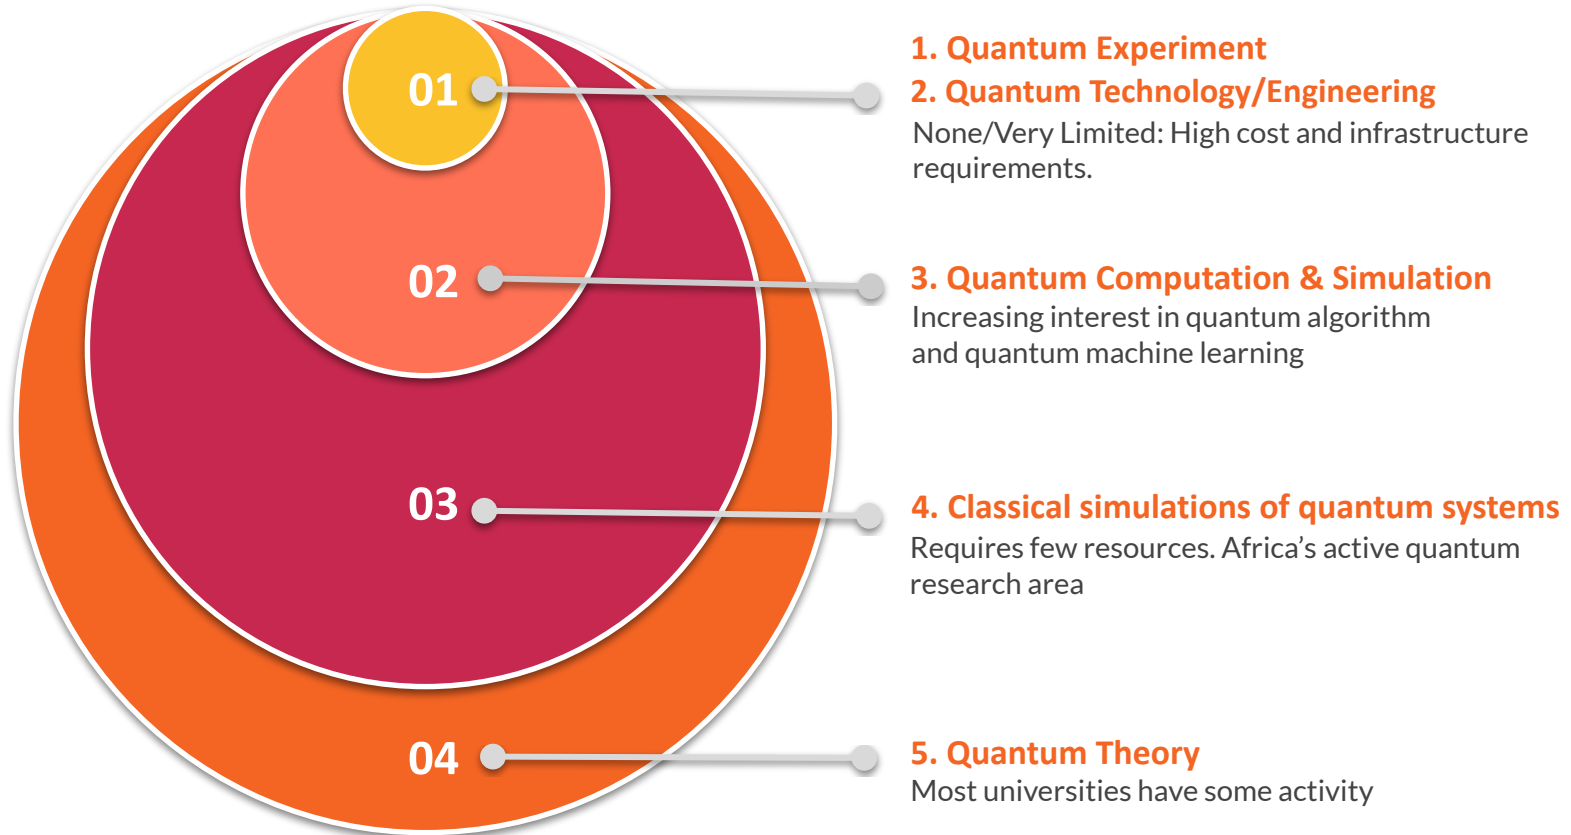 01
1. Quantum Experiment
2. Quantum Technology/Engineering
None/Very Limited: High cost and infrastructure
requirements.
02
3. Quantum Computation & Simulation
Increasing interest in quantum algorithm
and quantum machine learning
03
4. Classical simulations of quantum systems
Requires few resources. Africa’s active quantum
research area
04
5. Quantum Theory
Most universities have some activity